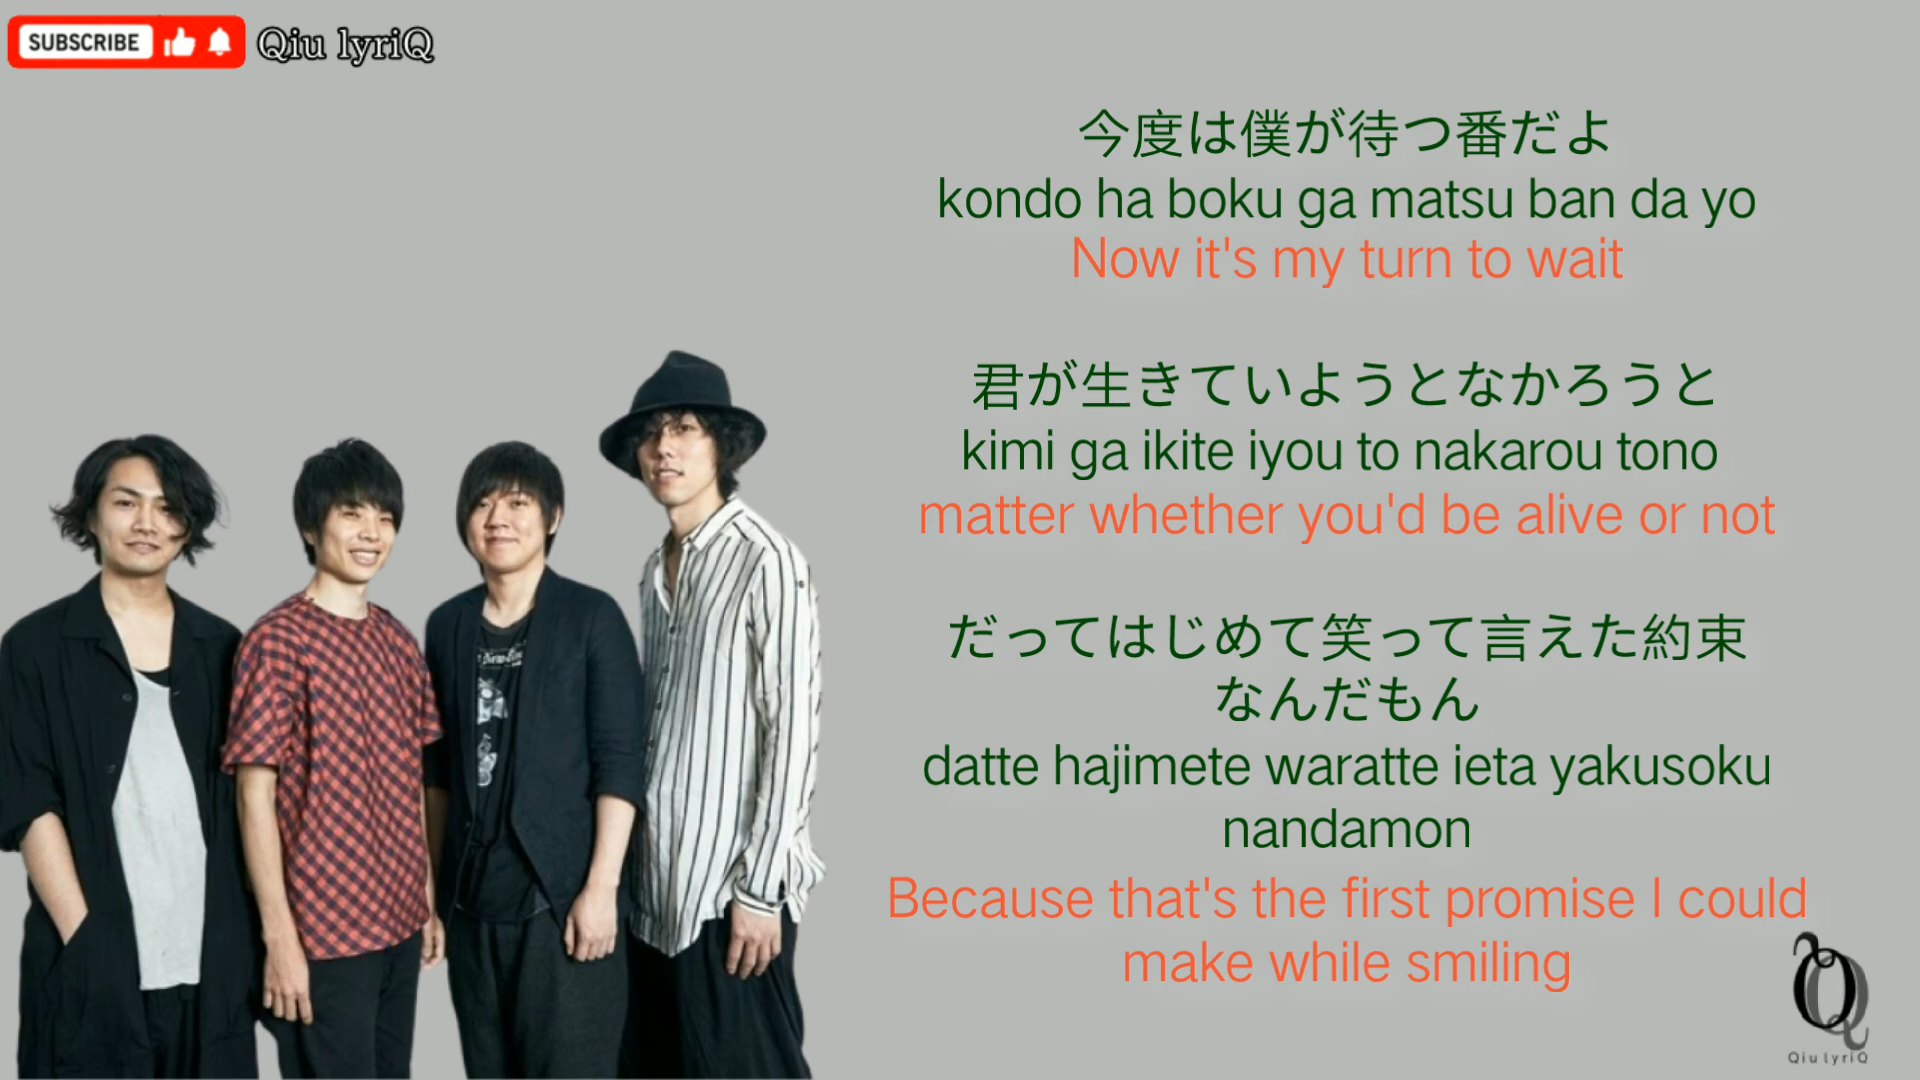 SUBSCRIBE
Qiu lyriQ
今度は僕が待つ番だよ
kondo ha boku ga matsu ban da yo
Now it's my turn to wait
君が生きていようとなかろうと
kimi ga ikite iyou to nakarou tono
matter whether you'd be alive or not
だってはじめて笑って言えた約束
なんだもん
datte hajimete waratte ieta yakusoku
nandamon
Because that's the first promise I could
make while smiling
Qiu lyriQ